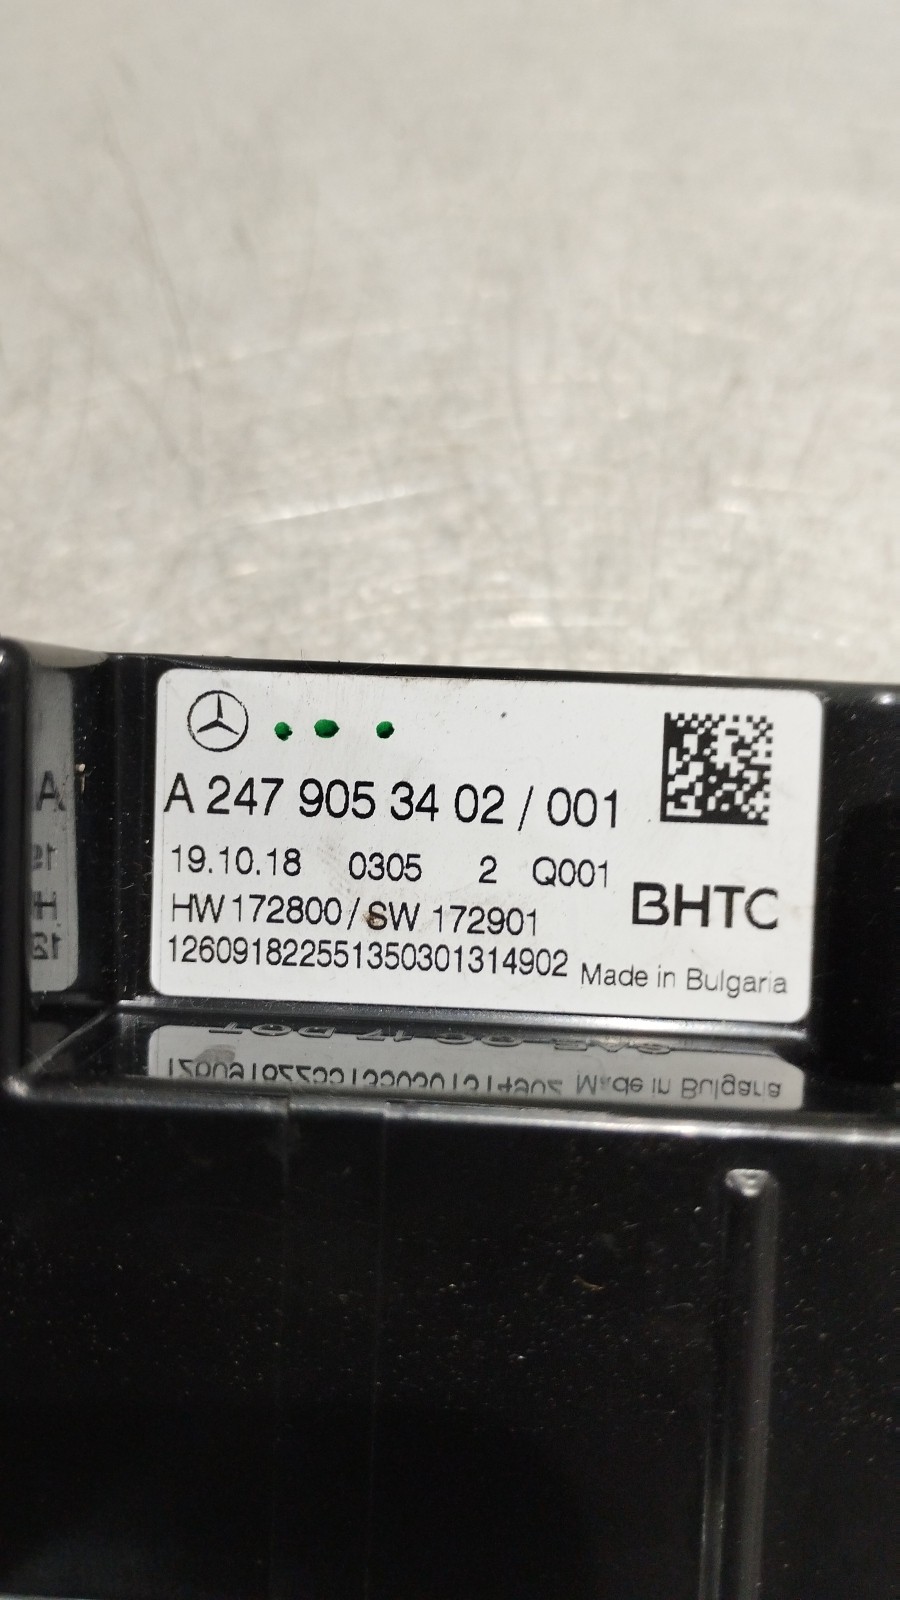 A 247 905 34 02 / 001
19.10.18 0305 2 Q001
HW 172800 / SW 172901
BHTC
126091822551350301314902
Made in Bulgaria